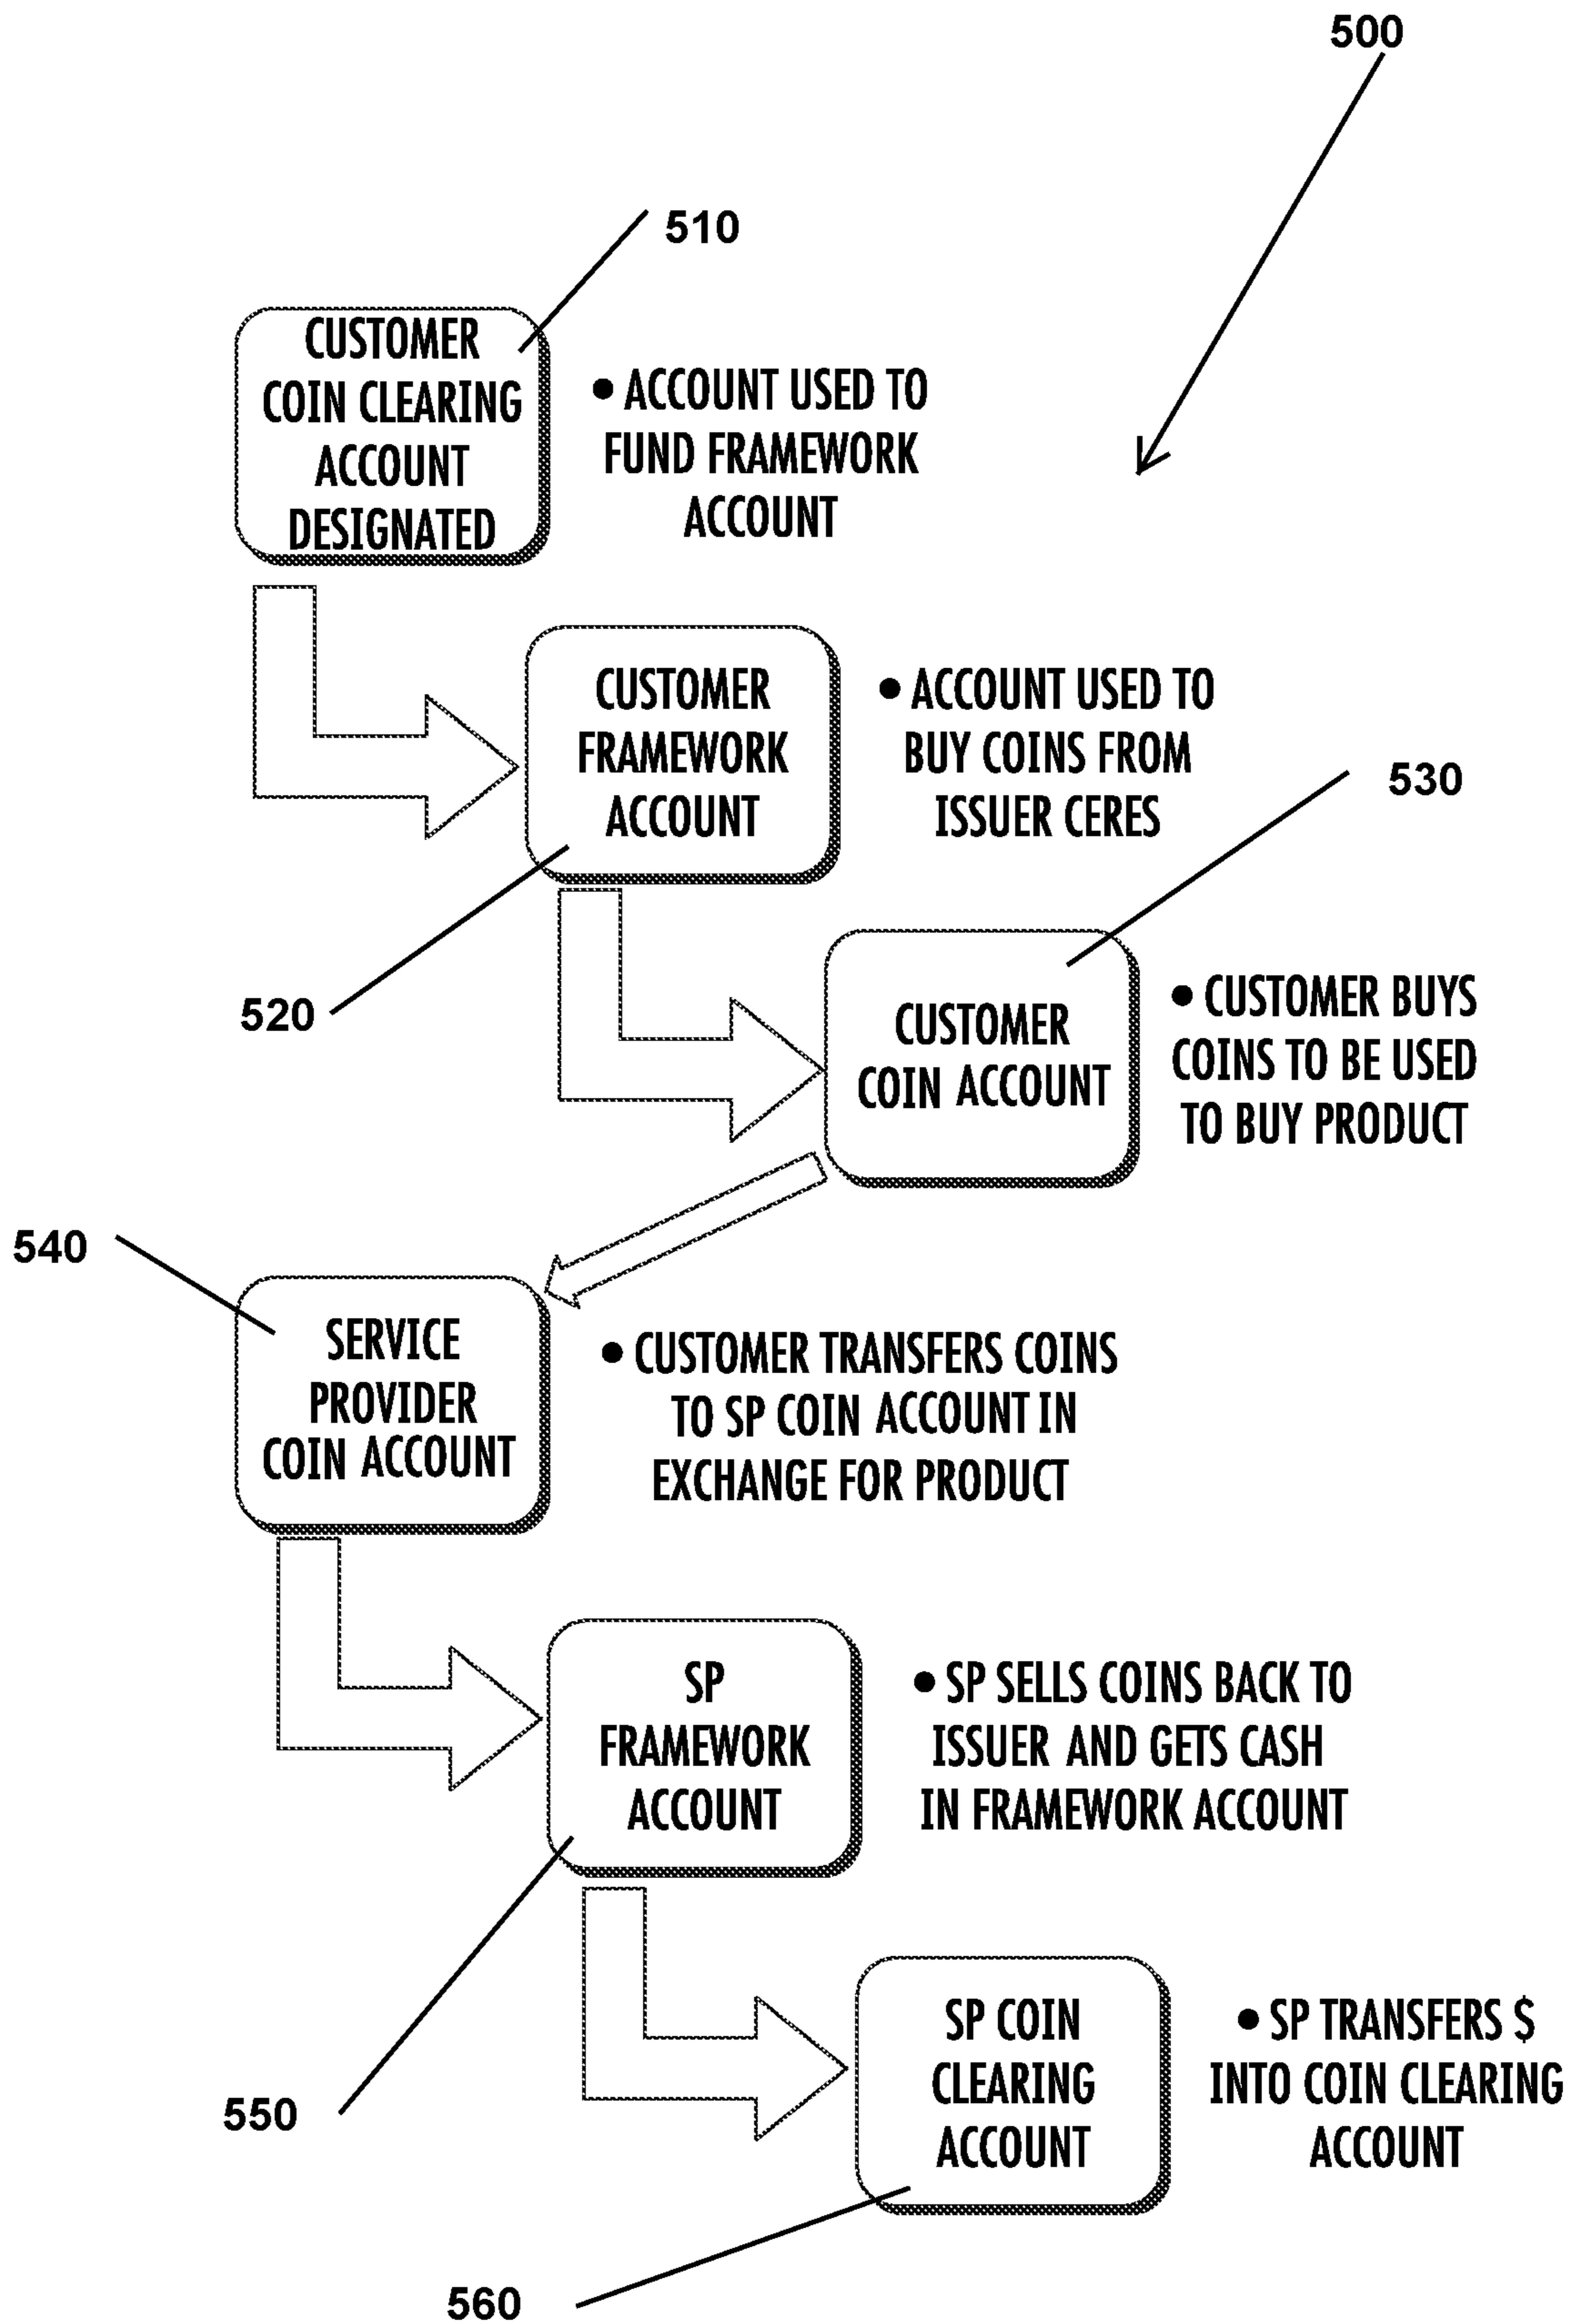 500
510
CUSTOMER
COIN CLEARING
ACCOUNT
DESIGNATED
• ACCOUNT USED TO
FUND FRAMEWORK
ACCOUNT
CUSTOMER
FRAMEWORK
ACCOUNT
• ACCOUNT USED TO
BUY COINS FROM
ISSUER CERES
530
520
CUSTOMER
COIN ACCOUNT
• CUSTOMER BUYS
COINS TO BE USED
TO BUY PRODUCT
540
SERVICE
PROVIDER
COIN ACCOUNT
• CUSTOMER TRANSFERS COINS
TO SP COIN ACCOUNT IN
EXCHANGE FOR PRODUCT
SP
FRAMEWORK
ACCOUNT
• SP SELLS COINS BACK TO
ISSUER AND GETS CASH
IN FRAMEWORK ACCOUNT
550
SP COIN
CLEARING
ACCOUNT
• SP TRANSFERS $
INTO COIN CLEARING
ACCOUNT
560